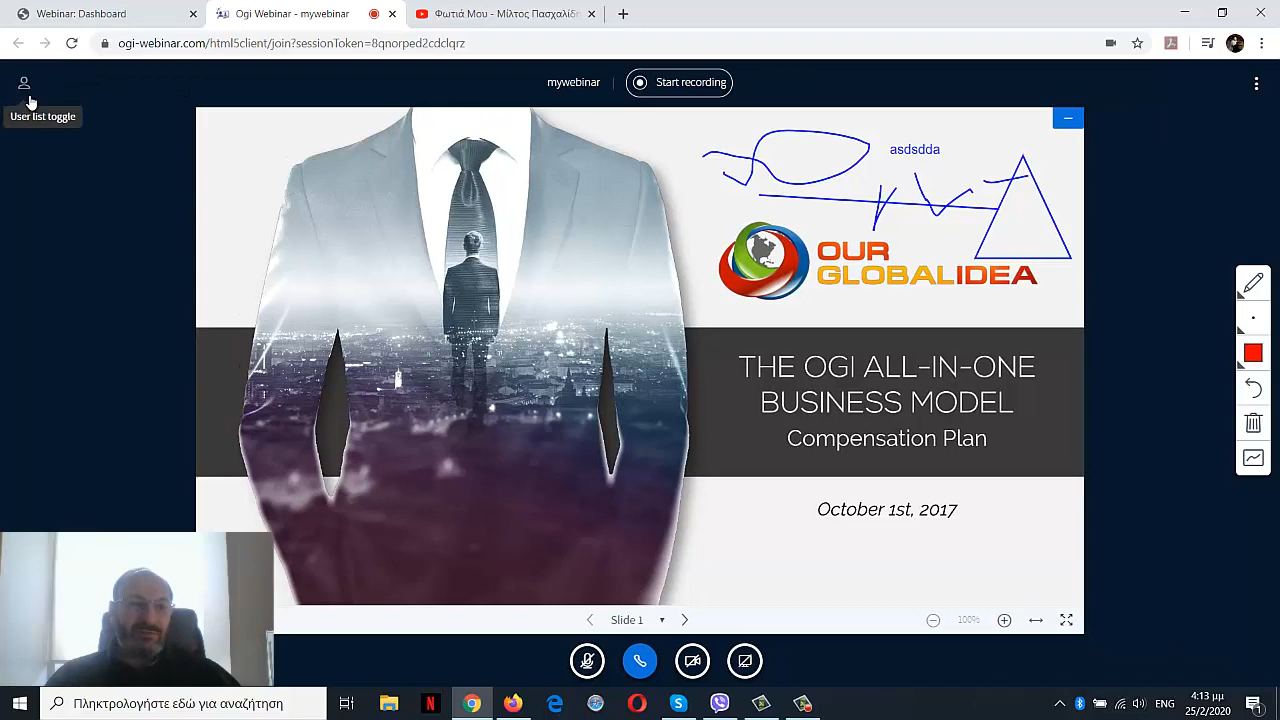 Webinar: Dashboard
Ogi Webinar - mywebinar
Φωτιά Μου - Μίλτος Πασχαλίδη
ogi-webinar.com/html5client/join?sessionToken=8qnorped2cdclqrz
mywebinar
Start recording
User list toggle
asdsdda
OUR
GLOBALIDEA
THE OGI ALL-IN-ONE
BUSINESS MODEL
Compensation Plan
October 1st, 2017
Slide 1
100%
Πληκτρολογήστε εδώ για αναζήτηση
ENG
4:13 μμ
25/2/2020
1